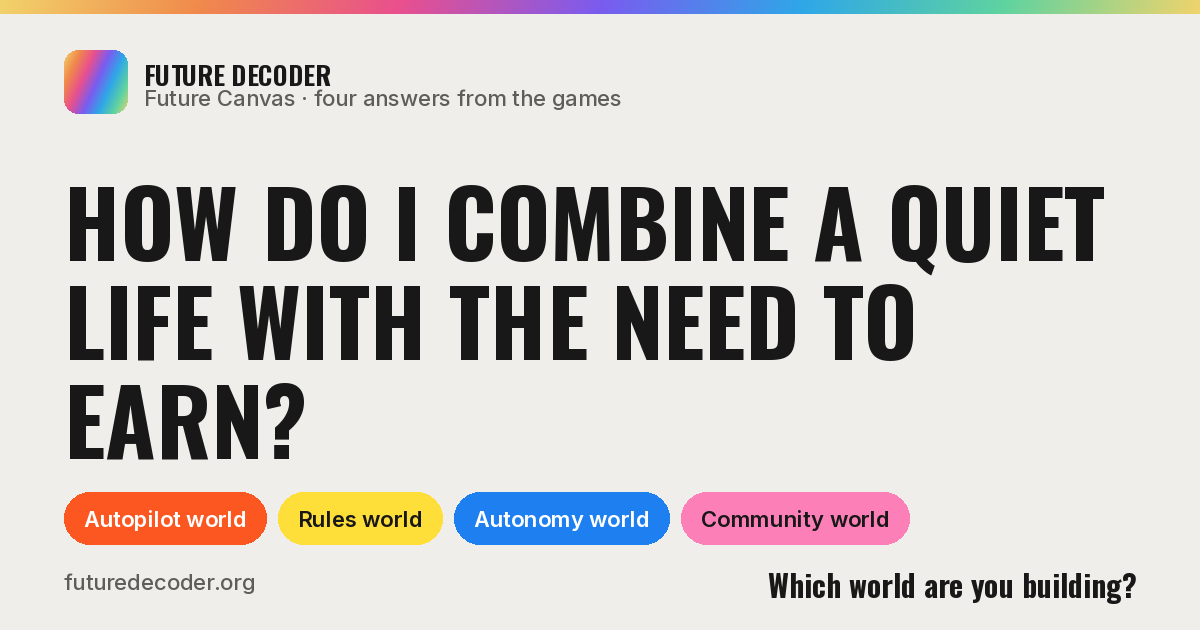 FUTURE DECODER
Future Canvas · four answers from the games
HOW DO I COMBINE A QUIET
LIFE WITH THE NEED TO
EARN?
Autopilot world
Rules world
Autonomy world
Community world
futuredecoder.org
Which world are you building?